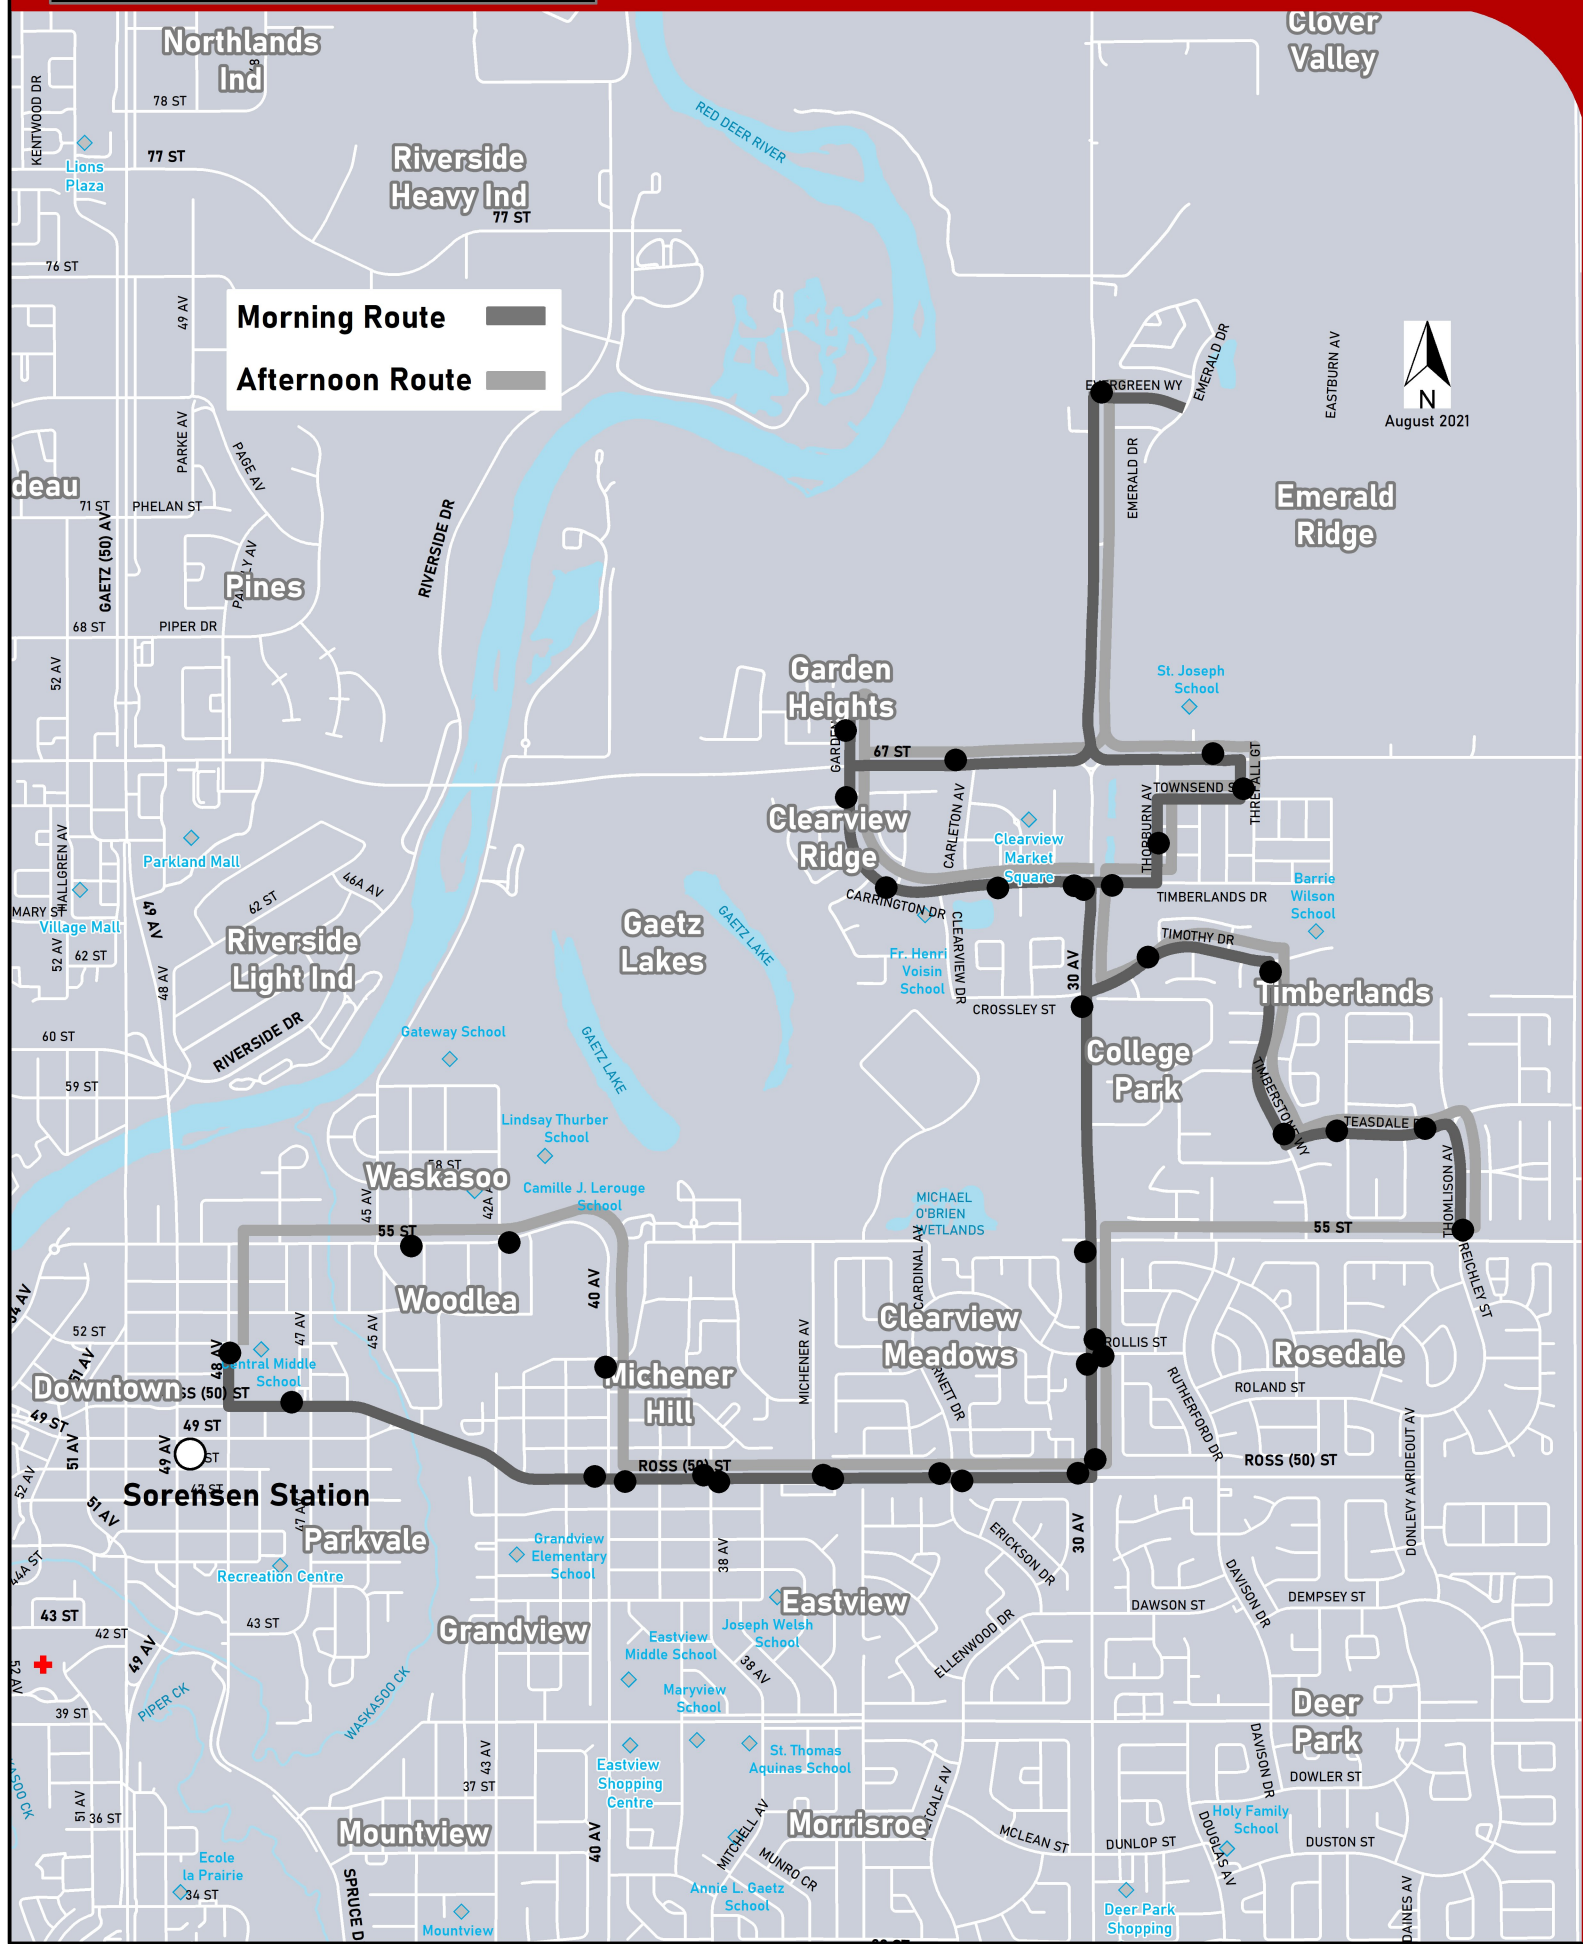 Clover
Valley
Northlands
Ind
78 ST
KENTWOOD DR
77 ST
Lions
Plaza
RED DEER RIVER
Riverside
Heavy Ind
77 ST
76 ST
49 AV
Morning Route
Afternoon Route
EMERALD DR
EASTBURN AV
N
August 2021
EMERALD DR
Emerald
Ridge
PARKE AV
PAGE AV
71 ST
PHELAN ST
GAETZ (50) AV
RIVERSIDE DR
Pines
68 ST
PIPER DR
52 AV
Garden
Heights
St. Joseph
School
67 ST
TOWNSEND
THORBURN AV
Clearview
Ridge
CARLETON AV
Clearview
Market
Square
Barrie
Wilson
School
TIMBERLANDS DR
CARRINGTON DR
Parkland Mall
HALLGREN AV
46A AV
62 ST
MARY ST
Village Mall
49 AV
52 AV
62 ST
48 AV
Riverside
Light Ind
Gaetz
Lakes
GAETZ LAKE
CLEARVIEW DR
Fr. Henri
Voisin
School
30 AV
TIMOTHY DR
CROSSLEY ST
Timberlands
60 ST
RIVERSIDE DR
Gateway School
GAETZ LAKE
College
Park
59 ST
TIMBERSTONE WY
TEASDALE
Lindsay Thurber
School
58 ST
Waskasoo
Camille J. Lerouge
School
45 AV
55 ST
MICHAEL
O'BRIEN
WETLANDS
CARDINAL AV
THOMLISON AV
55 ST
REICHLEY ST
Woodlea
40 AV
52 ST
51 AV
47 AV
45 AV
48 AV
Central Middle
School
Downtown
Michener
Hill
MICHENER AV
Clearview
Meadows
Rosedale
ROLAND ST
RUTHERFORD DR
49 ST
49 ST
51 AV
49 AV
ST
ROSS (50) ST
ROSS (50) ST
RIDEOUT AV
DONLEVY AV
52 AV
47 ST
Sorensen Station
51 AV
47 AV
Parkvale
Grandview
Elementary
School
38 AV
30 AV
ERICKSON DR
44A ST
Recreation Centre
Eastview
DAVISON DR
DEMPSEY ST
DAWSON ST
43 ST
42 ST
43 ST
Grandview
Joseph Welsh
School
Eastview
Middle School
ELLENWOOD DR
49 AV
52 AV
38 AV
Maryview
School
PIPER CK
WASKASOO CK
39 ST
Deer
Park
DAVISON DR
43 AV
37 ST
Eastview
Shopping
Centre
St. Thomas
Aquinas School
DOWLER ST
51 AV
36 ST
Mountview
40 AV
MITCHELL AV
Morrisroe
MCLEAN ST
DUNLOP ST
DOUGLAS AV
Holy Family
School
DUSTON ST
MUNRO CR
Ecole
la Prairie
34 ST
SPRUCE D
Mountview
Annie L. Gaetz
School
Deer Park
Shopping
DAINES AV